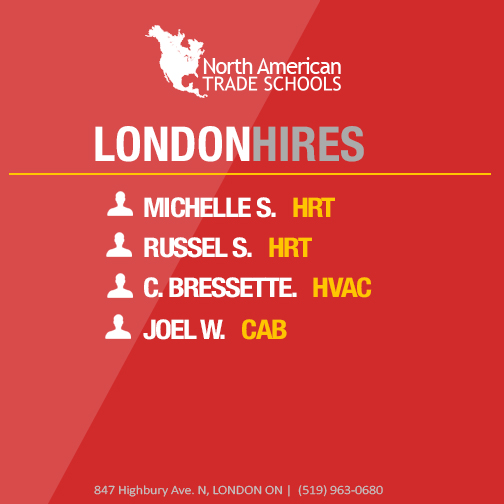 North American
TRADE SCHOOLS
LONDONHIRES
MICHELLE S. HRT
RUSSEL S. HRT
C. BRESSETTE. HVAC
JOEL W. CAB
847 Highbury Ave. N, LONDON ON | (519) 963-0680